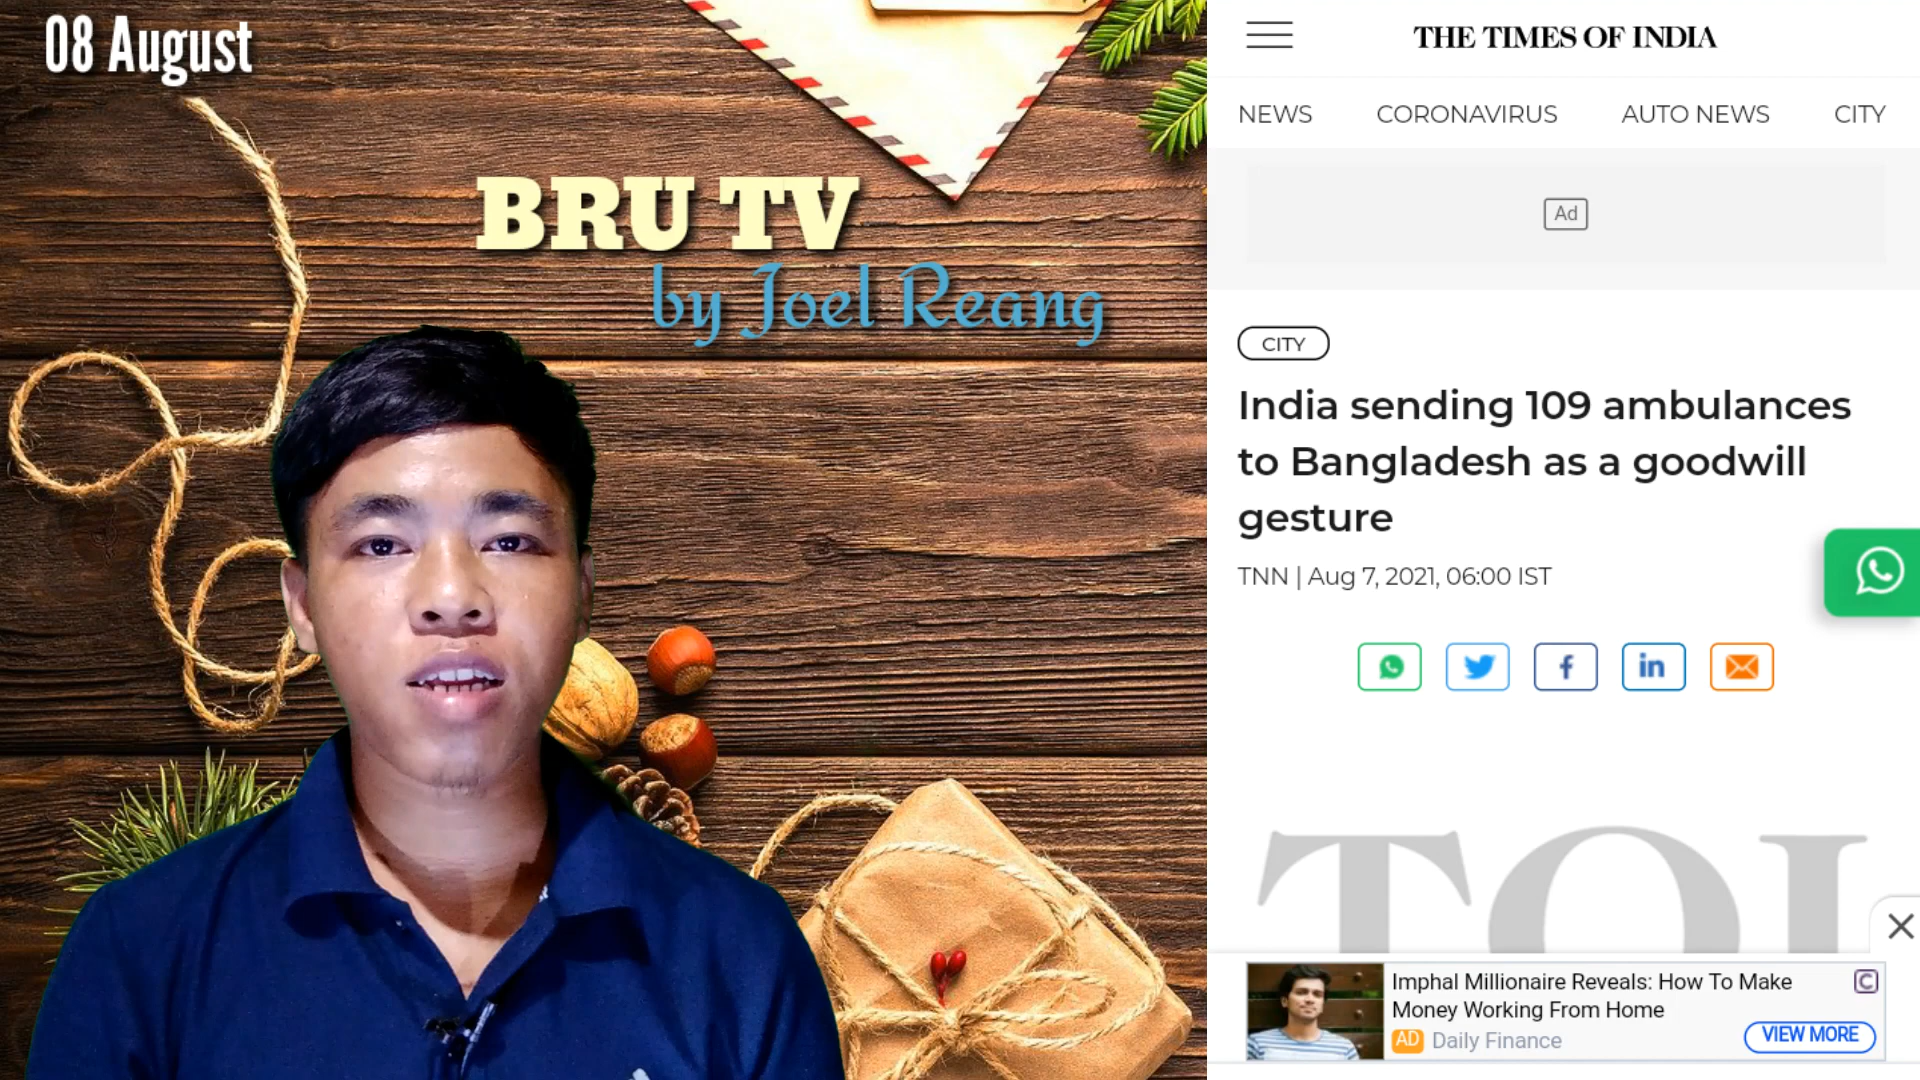 08 August
BRU TV
by Joel Reang
THE TIMES OF INDIA
NEWS CORONAVIRUS AUTO NEWS CITY
Ad
CITY
India sending 109 ambulances
to Bangladesh as a goodwill
gesture
TNN | Aug 7, 2021, 06:00 IST
f in
TOI
Imphal Millionaire Reveals: How To Make
Money Working From Home
AD Daily Finance
VIEW MORE